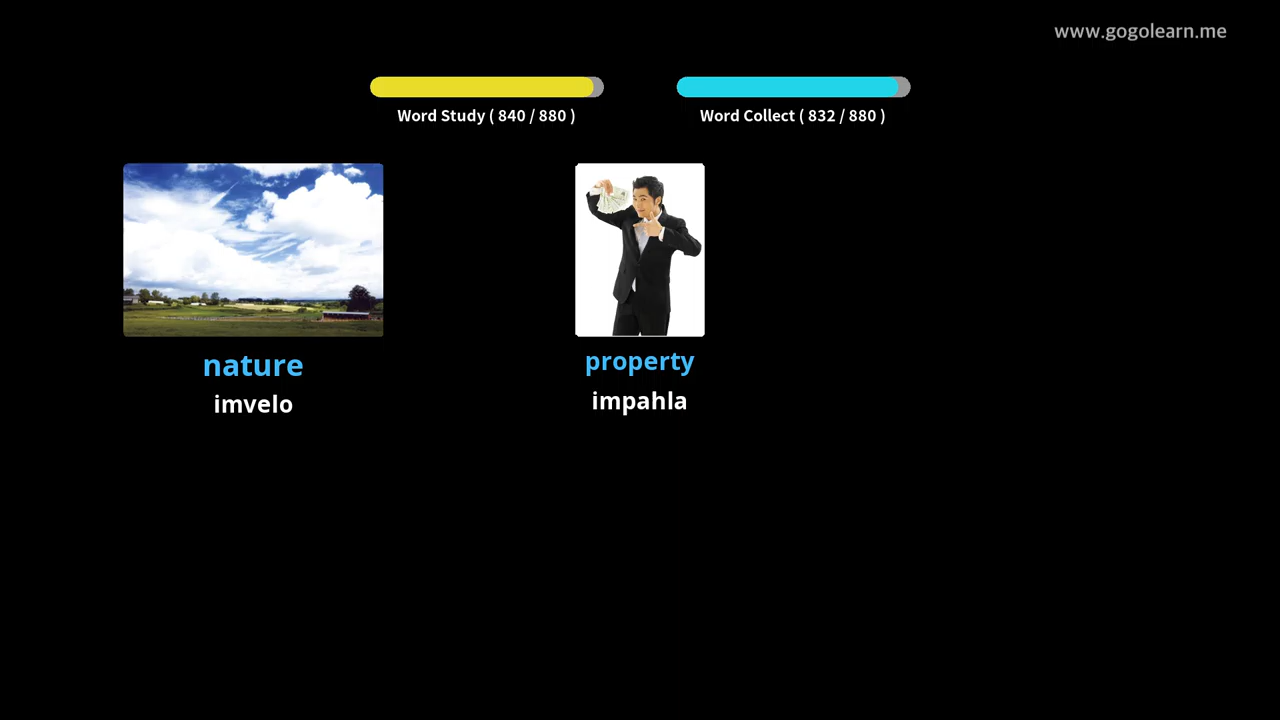 www.gogolearn.me
Word Study ( 840 / 880 )
Word Collect ( 832 / 880 )
nature
imvelo
property
impahla